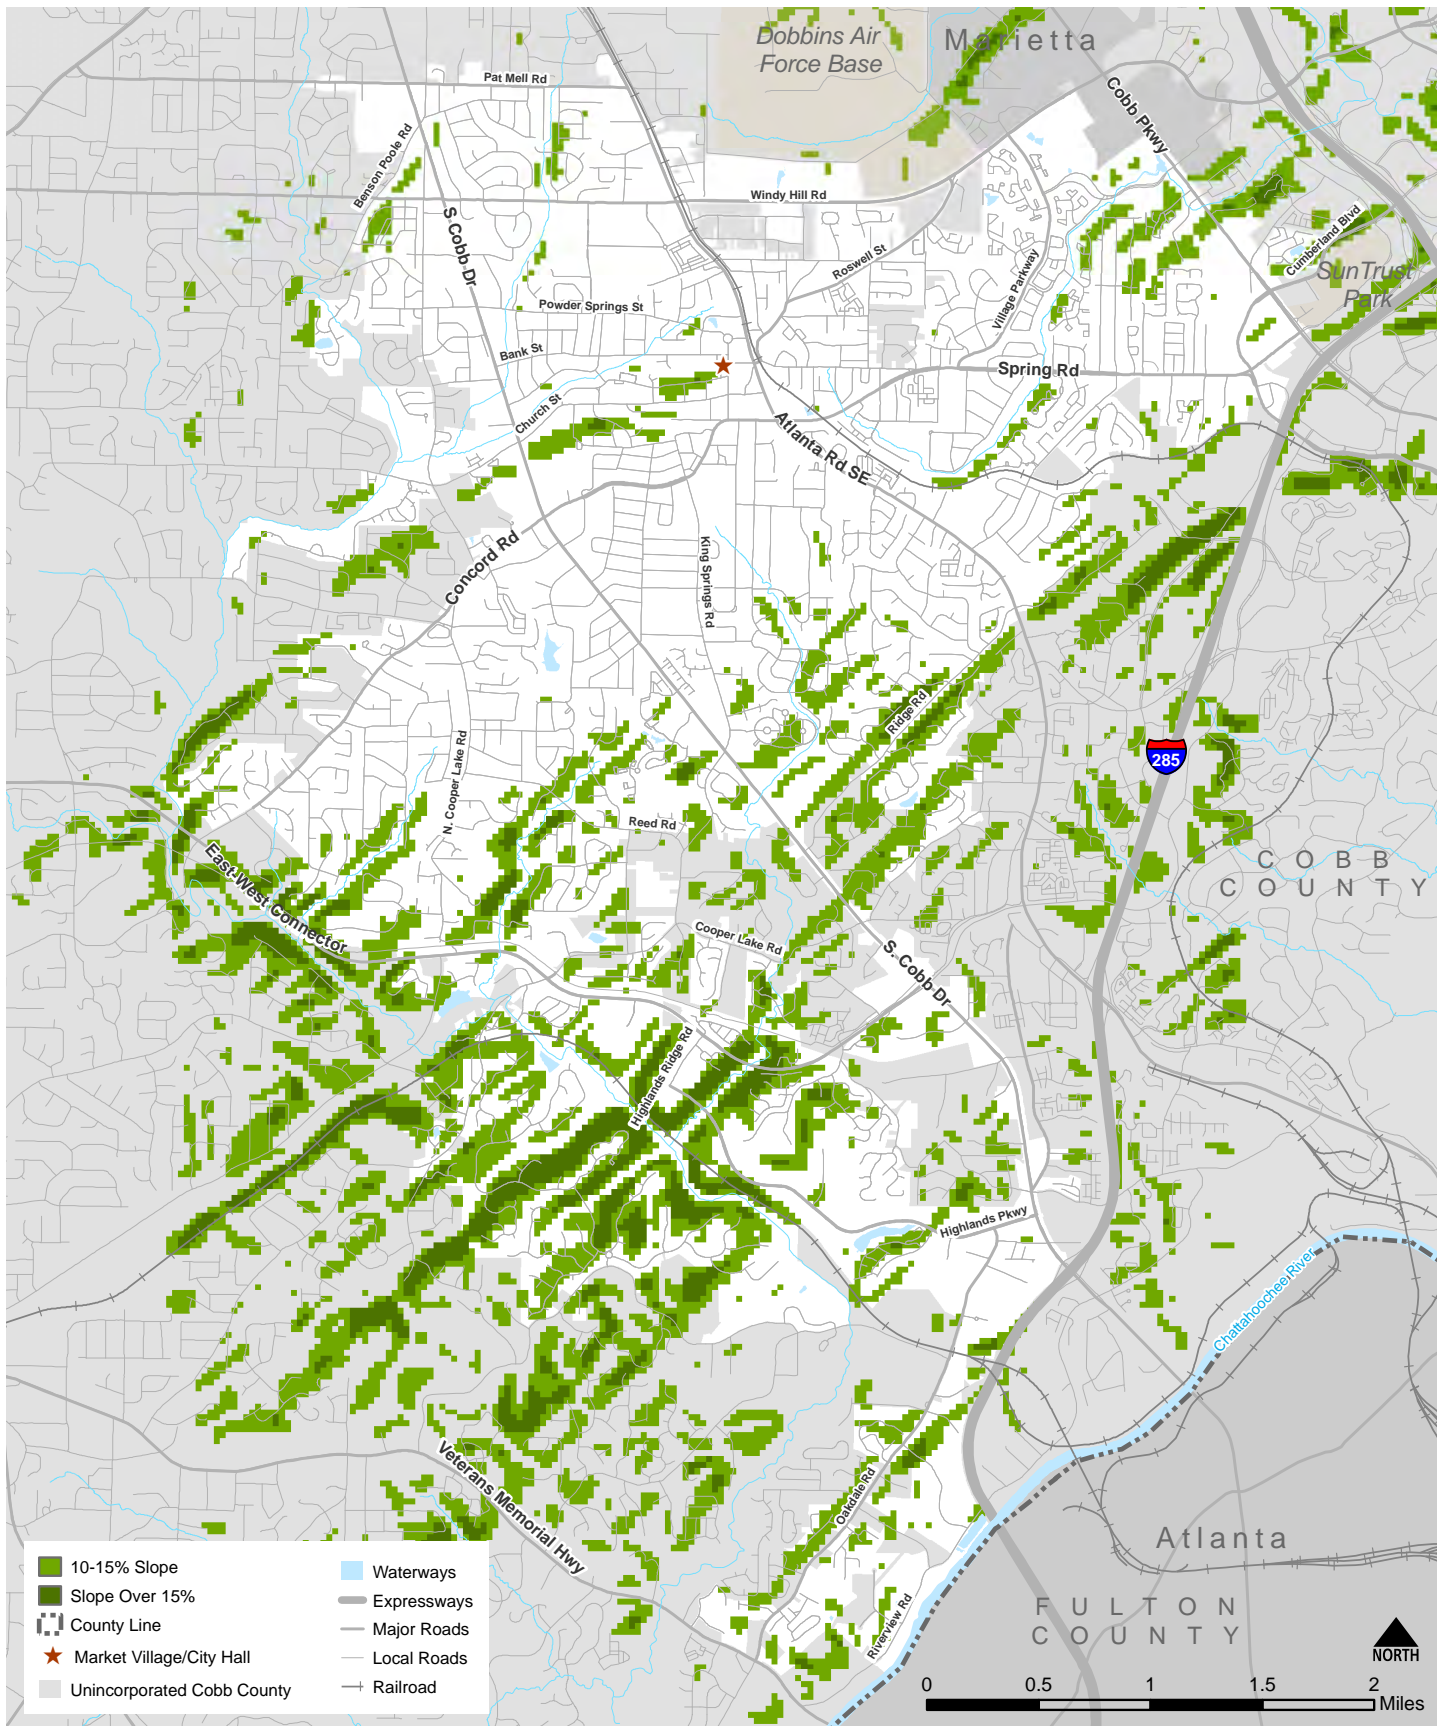 Dobbins Air
Force Base
Marietta
Pat Mell Rd
Cobb Pkwy
Benson Poole Rd
Windy Hill Rd
S Cobb Dr
Cumberland Blvd
Roswell St
SunTrust
Park
Village Parkway
Powder Springs St
Bank St
Spring Rd
Church St
Atlanta Rd SE
Concord Rd
King Springs Rd
Ridge Rd
N. Cooper Lake Rd
285
Reed Rd
COBB
COUNTY
East-West Connector
Cooper Lake Rd
S. Cobb Dr
Highlands Ridge Rd
Highlands Pkwy
Chattahoochee River
Veterans Memorial Hwy
Oakdale Rd
Atlanta
Riverview Rd
FULTON
COUNTY
NORTH
10-15% Slope
Slope Over 15%
County Line
Market Village/City Hall
Unincorporated Cobb County
Waterways
Expressways
Major Roads
Local Roads
Railroad
0 0.5 1 1.5 2
Miles